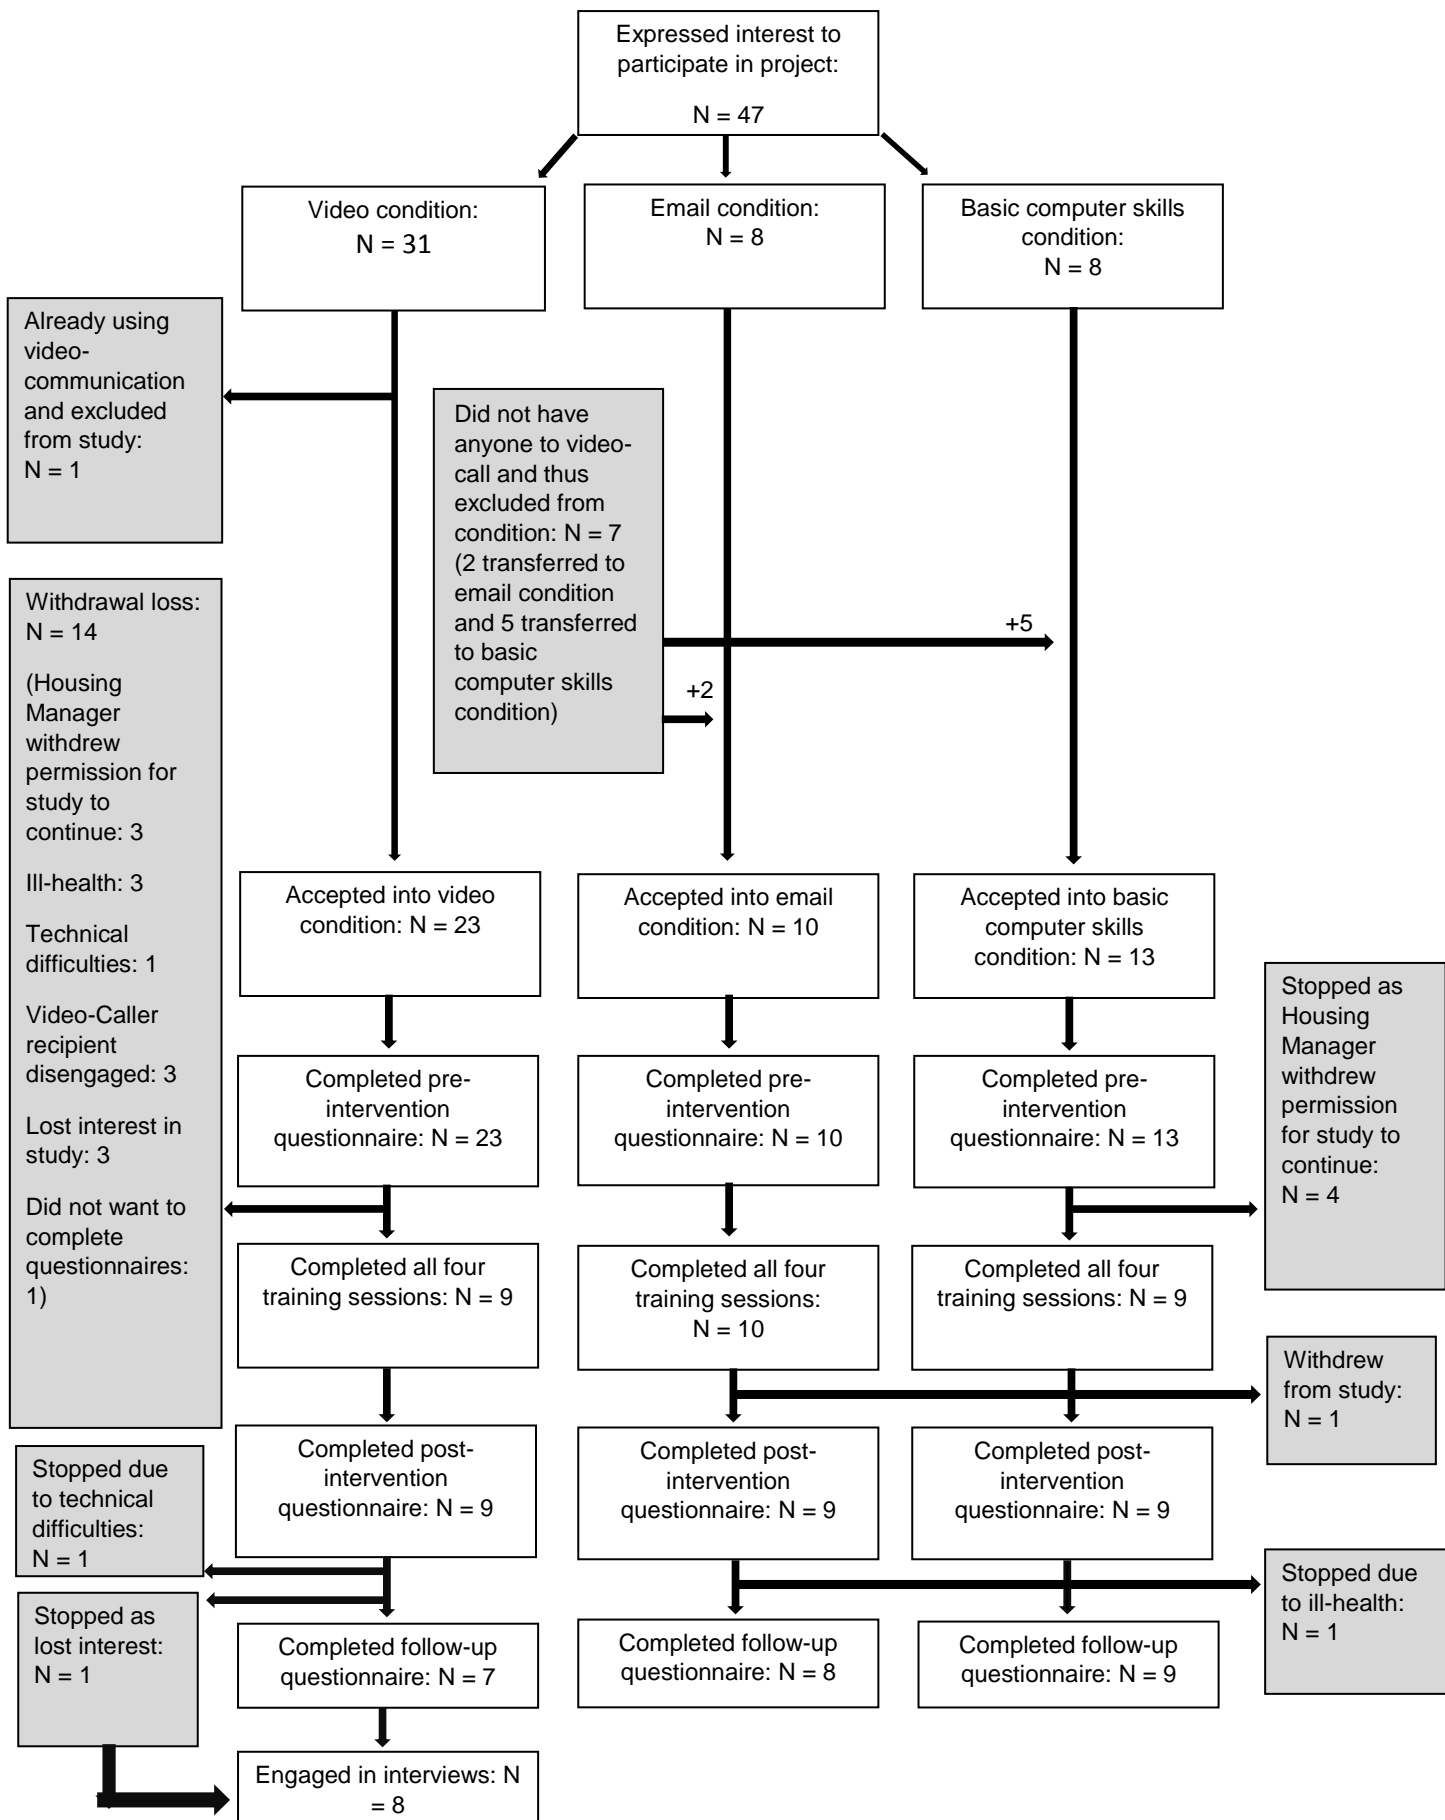 Expressed interest to
participate in project:
N = 47
Video condition:
N = 31
Email condition:
N = 8
Basic computer skills
condition:
N = 8
Already using
video-
communication
and excluded
from study:
N = 1
Did not have
anyone to video-
call and thus
excluded from
condition: N = 7
(2 transferred to
email condition
and 5 transferred
to basic
computer skills
condition)
+5
+2
Withdrawal loss:
N = 14
(Housing
Manager
withdrew
permission for
study to
continue: 3
Ill-health: 3
Technical
difficulties: 1
Video-Caller
recipient
disengaged: 3
Lost interest in
study: 3
Did not want to
complete
questionnaires:
1)
Accepted into video
condition: N = 23
Accepted into email
condition: N = 10
Accepted into basic
computer skills
condition: N = 13
Completed pre-
intervention
questionnaire: N = 23
Completed pre-
intervention
questionnaire: N = 10
Completed pre-
intervention
questionnaire: N = 13
Stopped as
Housing
Manager
withdrew
permission
for study to
continue:
N = 4
Completed all four
training sessions: N = 9
Completed all four
training sessions:
N = 10
Completed all four
training sessions: N = 9
Withdrew
from study:
N = 1
Completed post-
intervention
questionnaire: N = 9
Completed post-
intervention
questionnaire: N = 9
Completed post-
intervention
questionnaire: N = 9
Stopped due
to technical
difficulties:
N = 1
Stopped as
lost interest:
N = 1
Stopped due
to ill-health:
N = 1
Completed follow-up
questionnaire: N = 7
Completed follow-up
questionnaire: N = 8
Completed follow-up
questionnaire: N = 9
Engaged in interviews: N
= 8